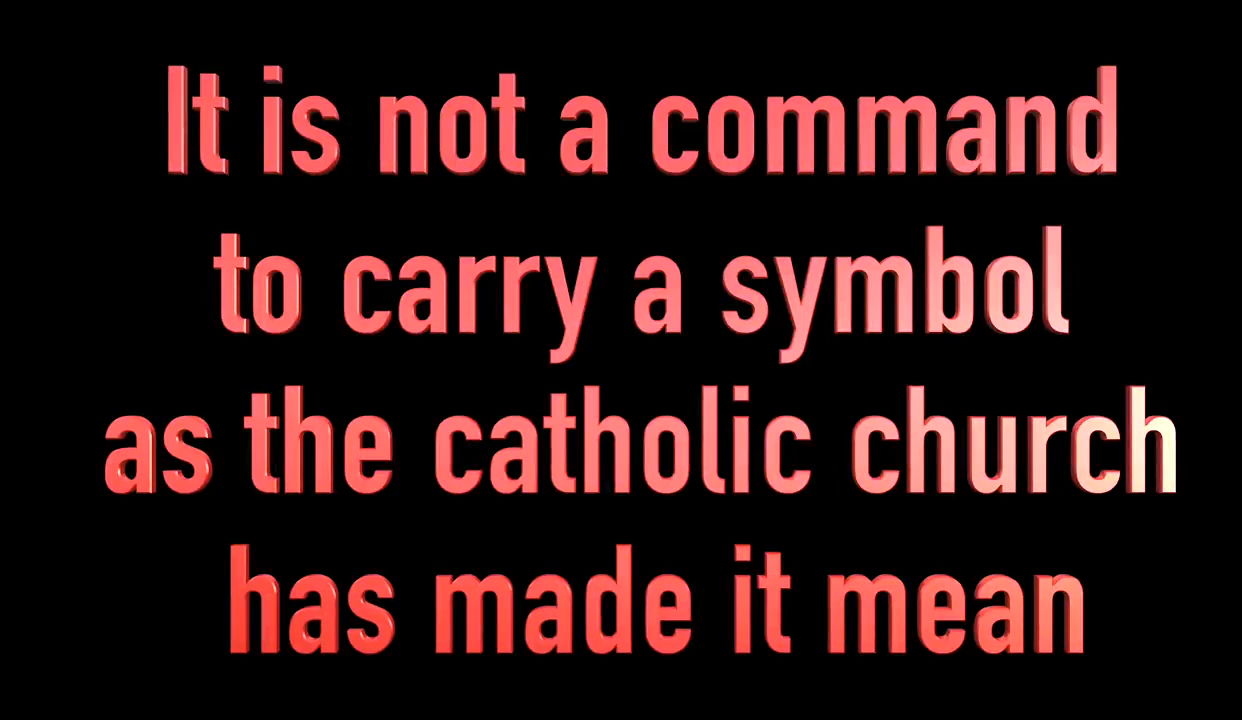 It is not a command
to carry a symbol
as the catholic church
has made it mean